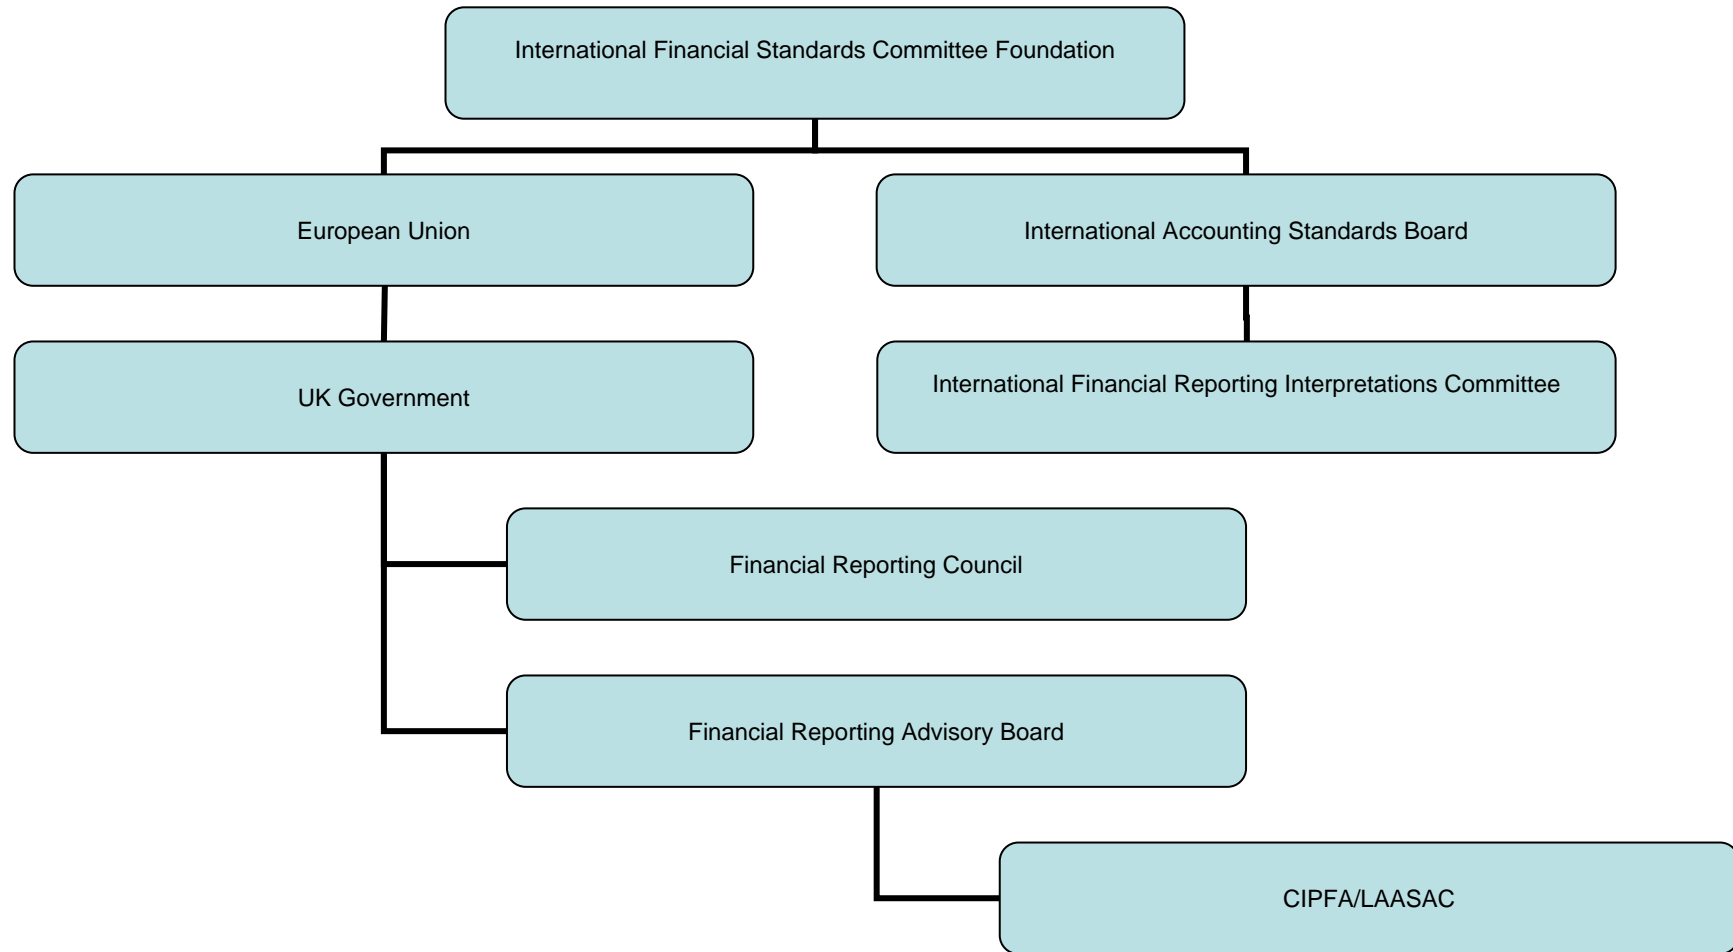 International Financial Standards Committee Foundation
European Union
International Accounting Standards Board
UK Government
International Financial Reporting Interpretations Committee
Financial Reporting Council
Financial Reporting Advisory Board
CIPFA/LAASAC